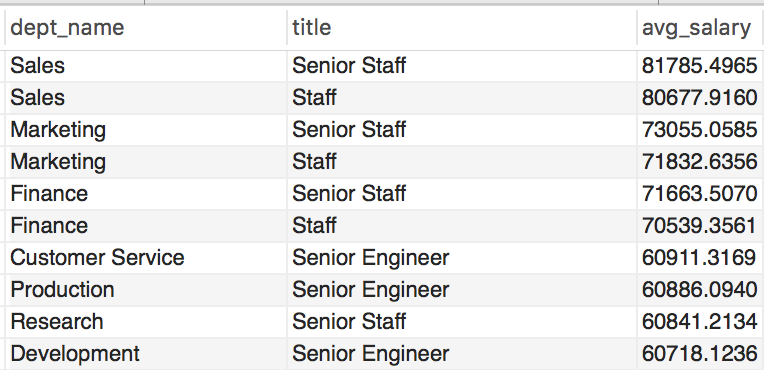 dept_name title avg_salary
Sales Senior Staff 81785.4965
Sales Staff 80677.9160
Marketing Senior Staff 73055.0585
Marketing Staff 71832.6356
Finance Senior Staff 71663.5070
Finance Staff 70539.3561
Customer Service Senior Engineer 60911.3169
Production Senior Engineer 60886.0940
Research Senior Staff 60841.2134
Development Senior Engineer 60718.1236